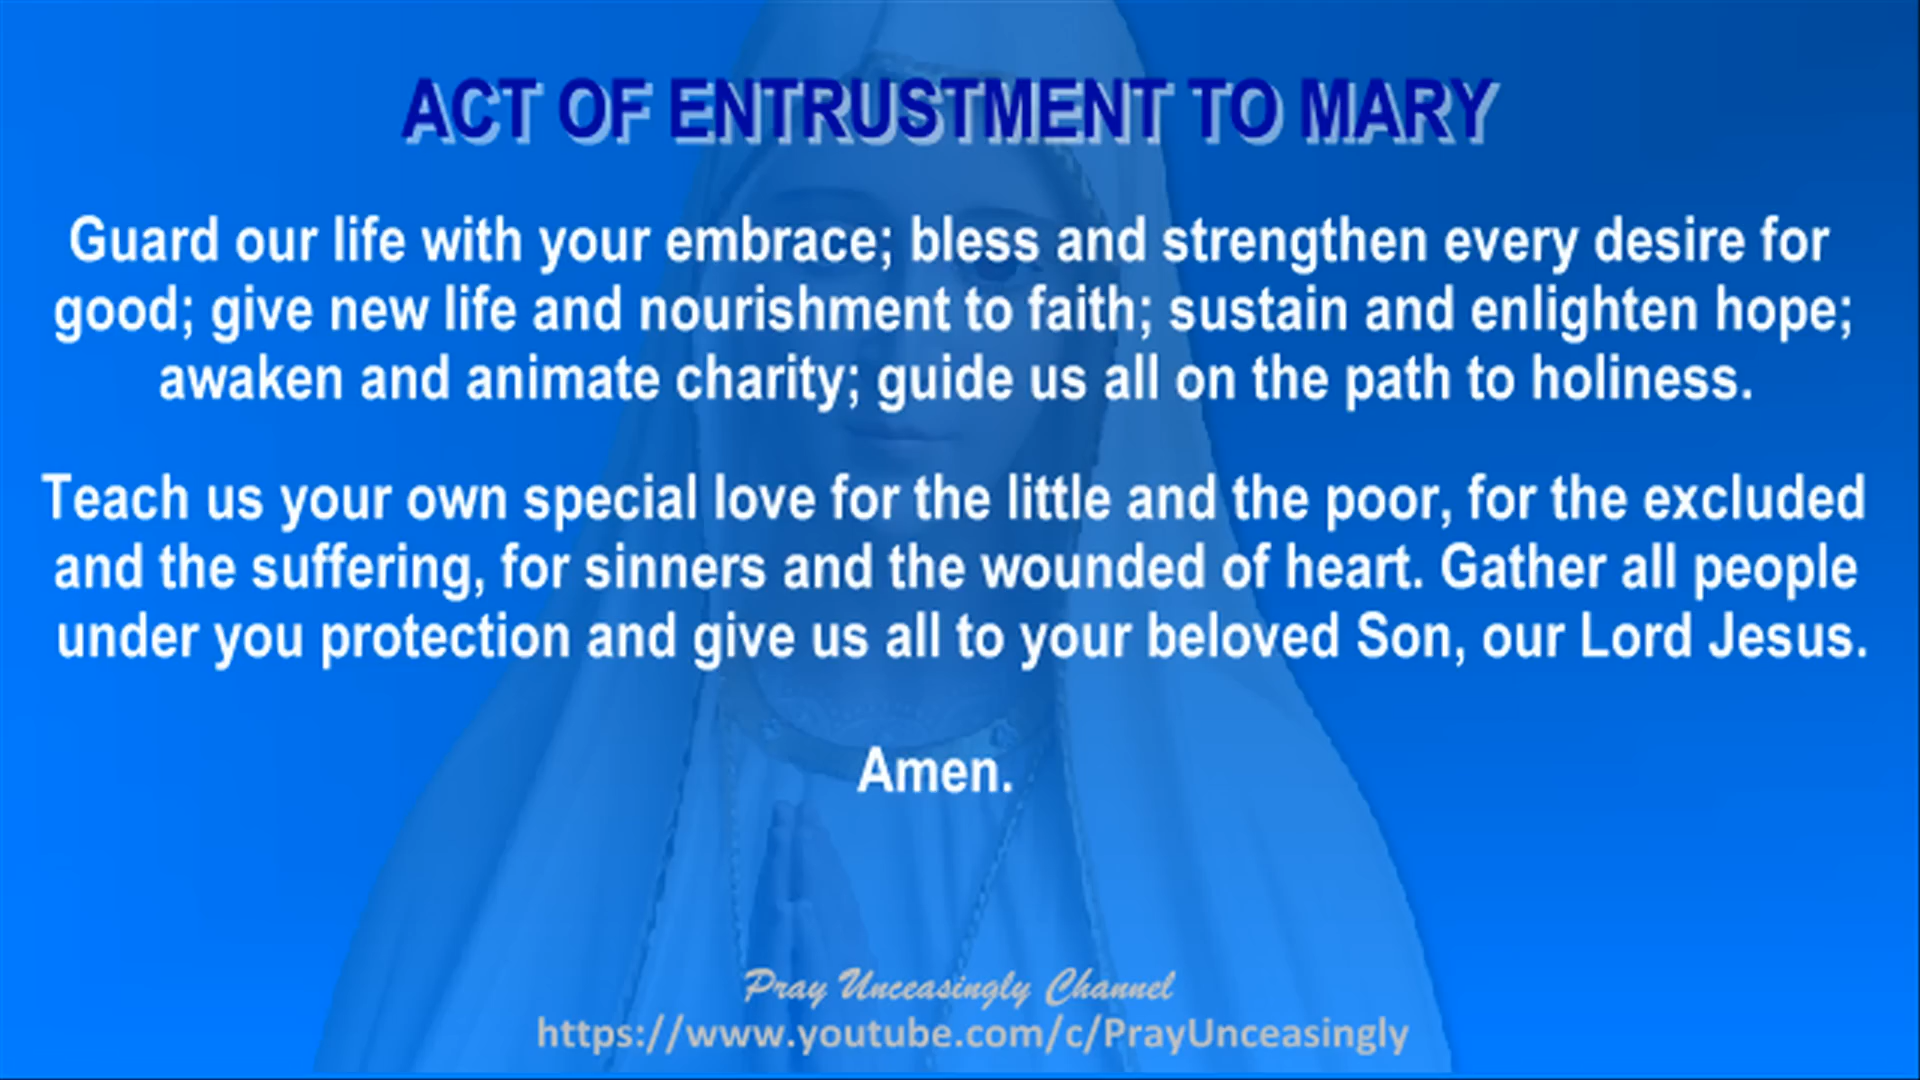 ACT OF ENTRUSTMENT TO MARY
Guard our life with your embrace; bless and strengthen every desire for
good; give new life and nourishment to faith; sustain and enlighten hope;
awaken and animate charity; guide us all on the path to holiness.
Teach us your own special love for the little and the poor, for the excluded
and the suffering, for sinners and the wounded of heart. Gather all people
under you protection and give us all to your beloved Son, our Lord Jesus.
Amen.
Pray Unceasingly Channel
https://www.youtube.com/c/PrayUnceasingly